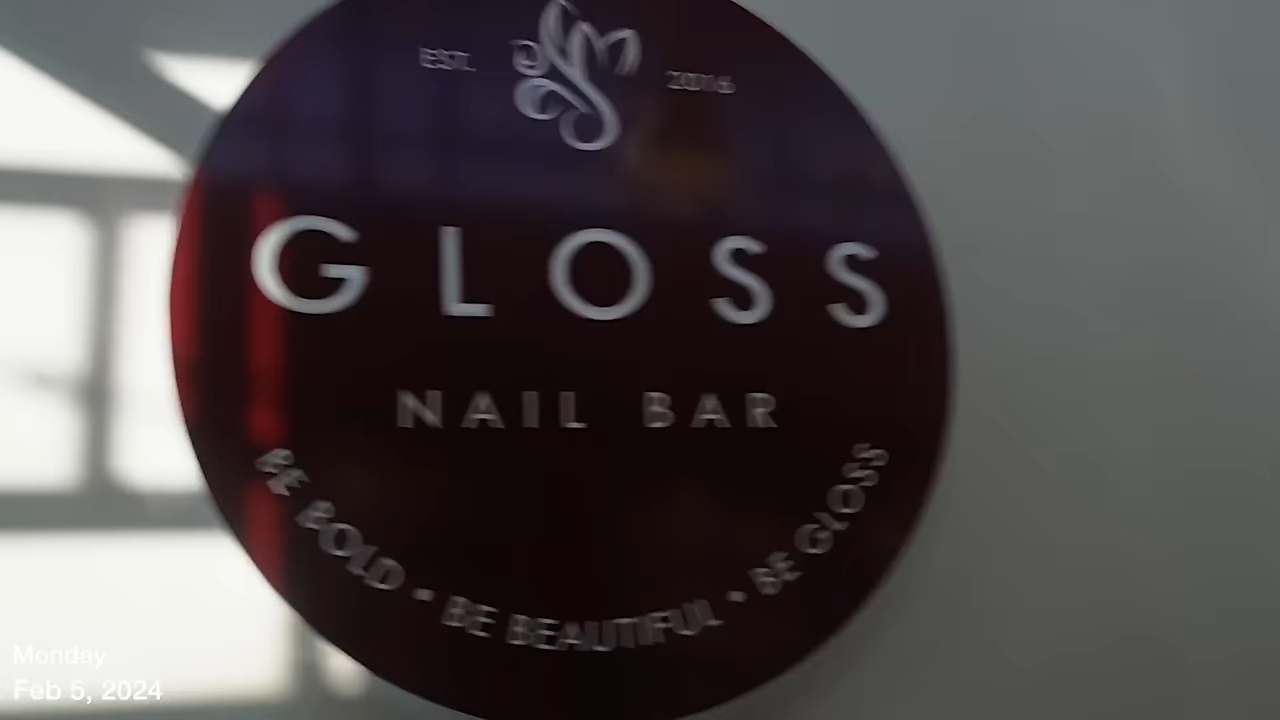 EST. 2016
GLOSS
NAIL BAR
BE BOLD • BE BEAUTIFUL • BE GLOSS
Monday
Feb 5, 2024